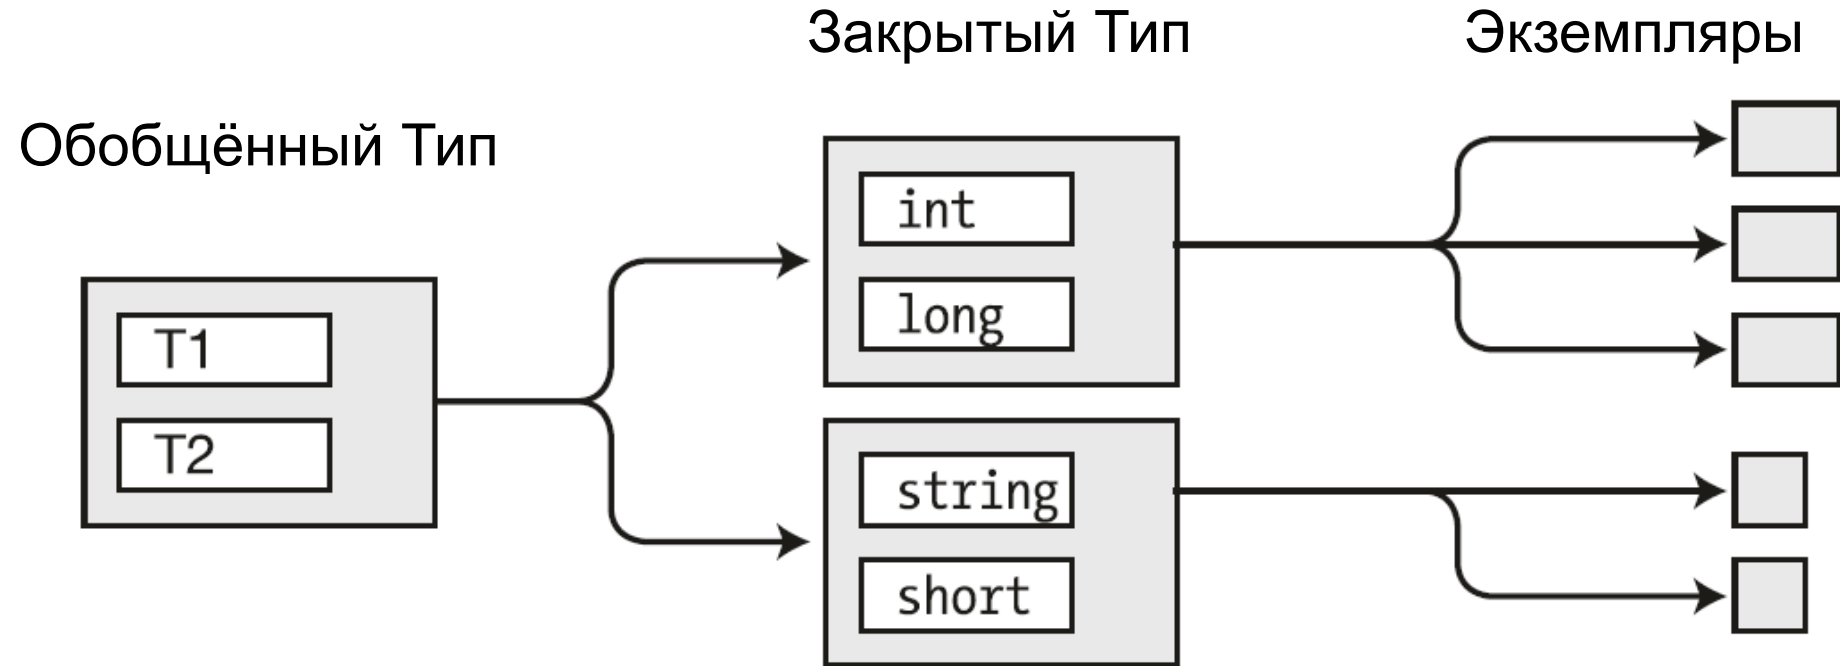 Закрытый Тип
Экземпляры
Обобщённый Тип
int
long
T1
T2
string
short